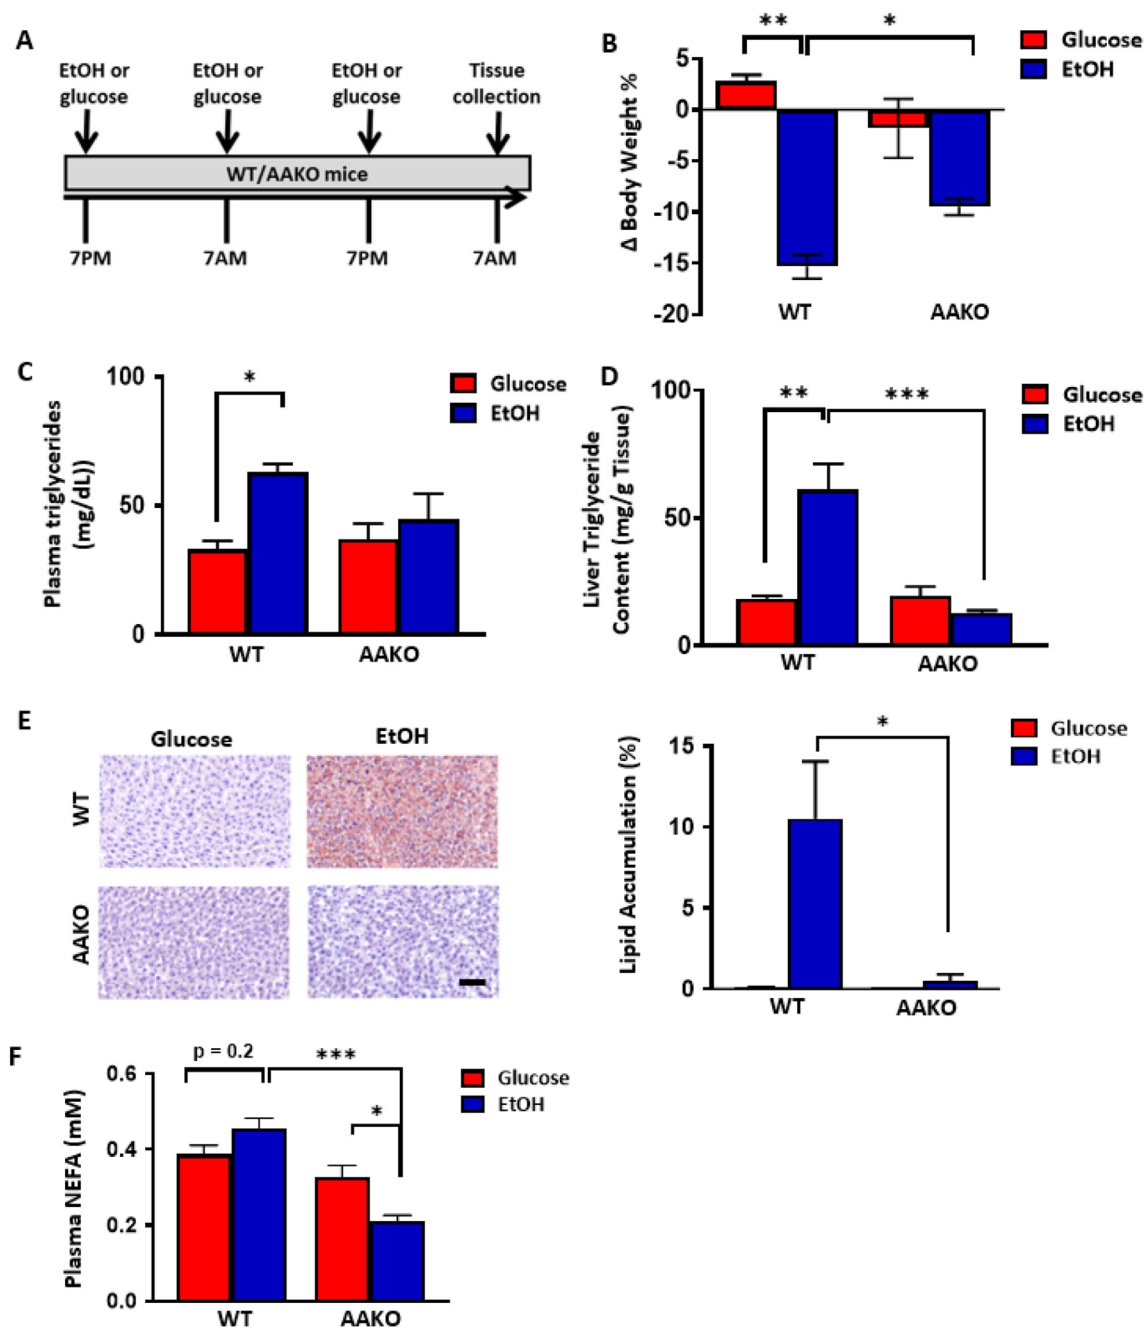 A
EtOH or
glucose
EtOH or
glucose
EtOH or
glucose
Tissue
collection
WT/AAKO mice
7PM
7AM
7PM
7AM
B
**
*
Glucose
EtOH
Δ Body Weight %
5
0
-5
-10
-15
-20
WT
AAKO
C
*
Glucose
EtOH
Plasma triglycerides
(mg/dL))
100
50
0
WT
AAKO
D
**
***
Glucose
EtOH
Liver Triglyceride
Content (mg/g Tissue)
100
50
0
WT
AAKO
E
Glucose
EtOH
WT
AAKO
*
Glucose
EtOH
Lipid Accumulation (%)
15
10
5
0
WT
AAKO
F
p = 0.2
***
*
Glucose
EtOH
Plasma NEFA (mM)
0.6
0.4
0.2
0.0
WT
AAKO